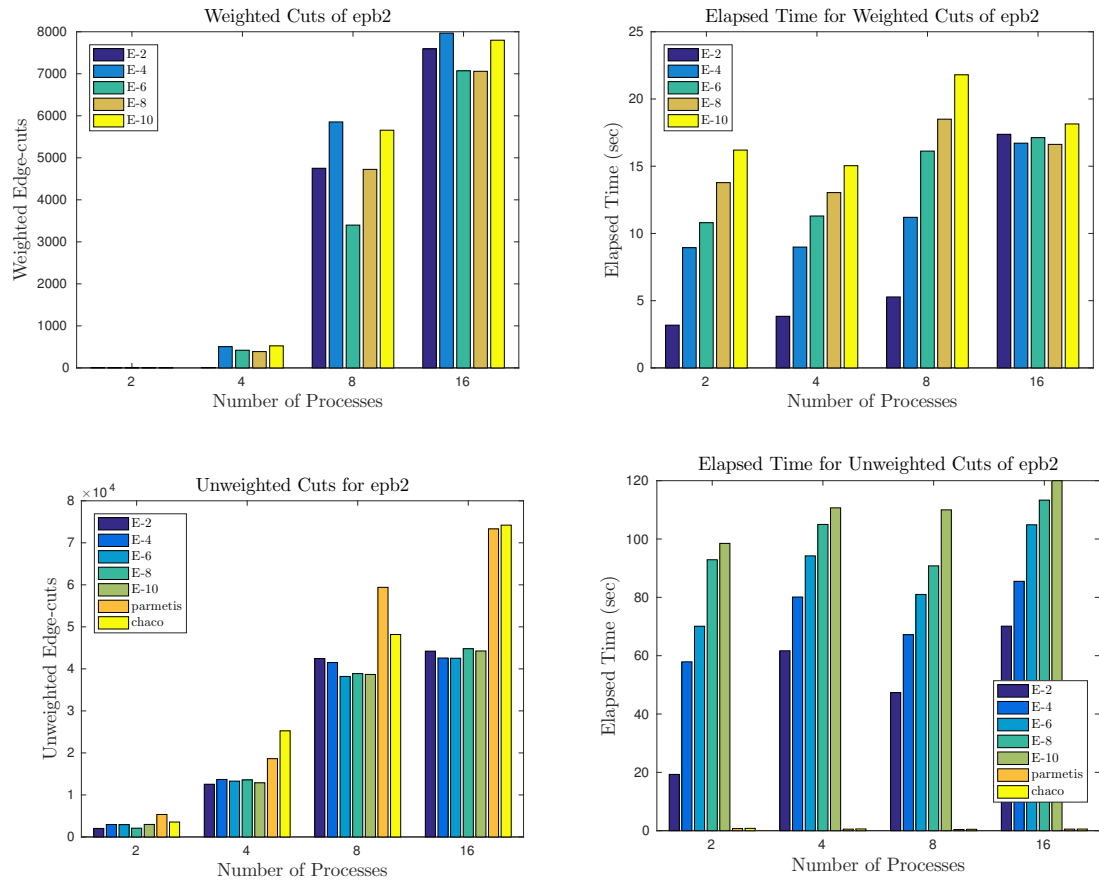 Weighted Cuts of epb2
Weighted Edge-cuts
8000
7000
6000
5000
4000
3000
2000
1000
0
E-2
E-4
E-6
E-8
E-10
2 4 8 16
Number of Processes
Elapsed Time for Weighted Cuts of epb2
Elapsed Time (sec)
25
20
15
10
5
0
E-2
E-4
E-6
E-8
E-10
2 4 8 16
Number of Processes
Unweighted Cuts for epb2
×10^4
Unweighted Edge-cuts
8
7
6
5
4
3
2
1
0
E-2
E-4
E-6
E-8
E-10
parmetis
chaco
2 4 8 16
Number of Processes
Elapsed Time for Unweighted Cuts of epb2
Elapsed Time (sec)
120
100
80
60
40
20
0
E-2
E-4
E-6
E-8
E-10
parmetis
chaco
2 4 8 16
Number of Processes